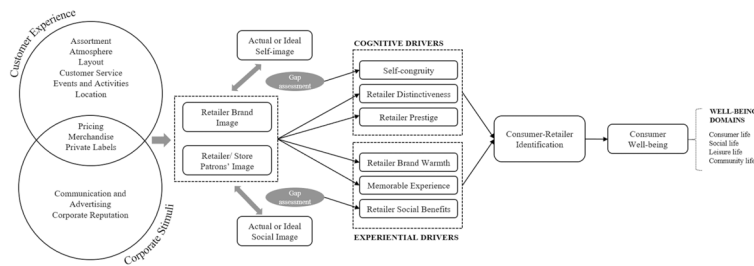 Customer Experience
Assortment
Atmosphere
Layout
Customer Service
Events and Activities
Location
Pricing
Merchandise
Private Labels
Communication and
Advertising
Corporate Reputation
Corporate Stimuli
Retailer Brand
Image
Retailer/ Store
Patrons' Image
Actual or Ideal
Self-image
Gap
assessment
Actual or Ideal
Social Image
Gap
assessment
COGNITIVE DRIVERS
Self-congruity
Retailer Distinctiveness
Retailer Prestige
Retailer Brand Warmth
Memorable Experience
Retailer Social Benefits
EXPERIENTIAL DRIVERS
Consumer-Retailer
Identification
Consumer
Well-being
WELL-BEING
DOMAINS
Consumer life
Social life
Leisure life
Community life